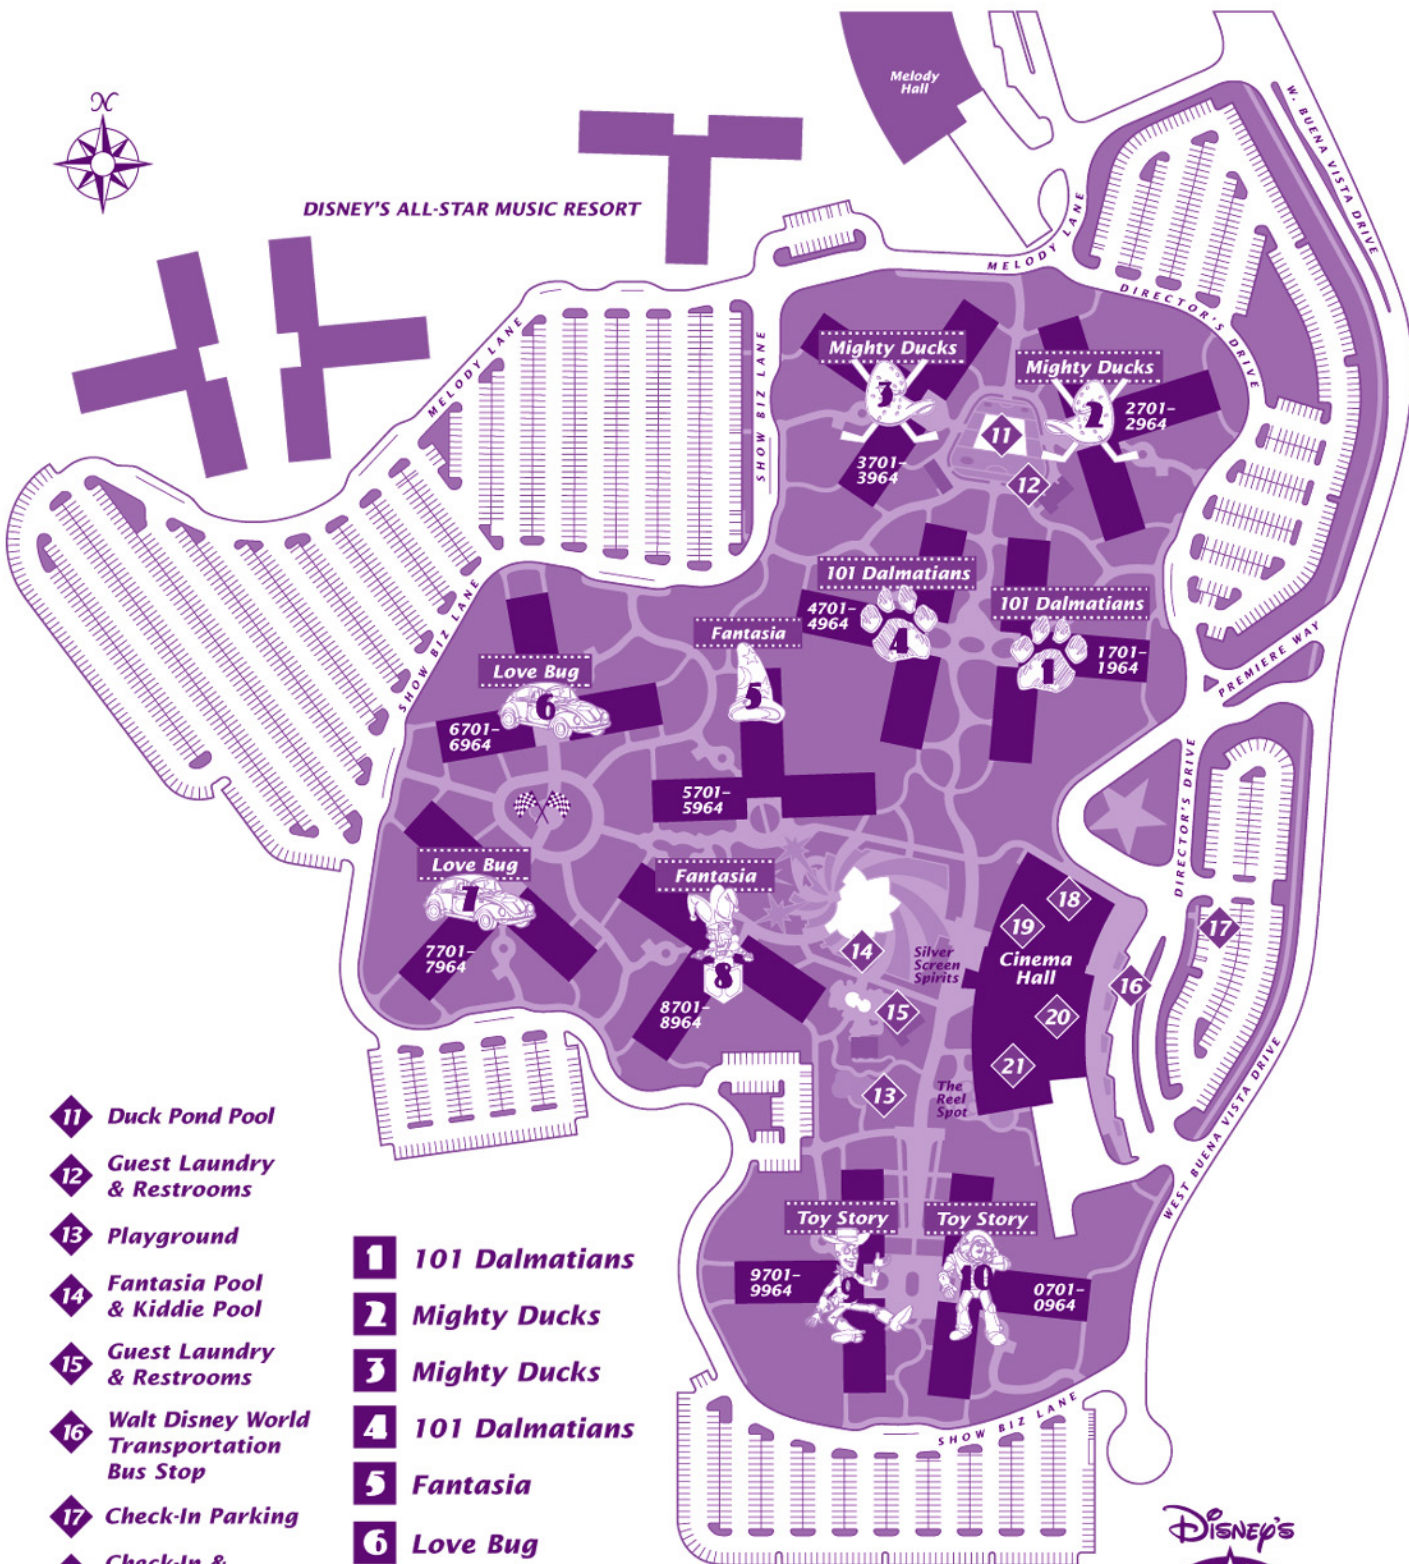 N
Melody
Hall
W. BUENA VISTA DRIVE
DISNEY'S ALL-STAR MUSIC RESORT
MELODY LANE
MELODY LANE
DIRECTOR'S DRIVE
SHOW BIZ LANE
SHOW BIZ LANE
Mighty Ducks
3
3701–
3964
Mighty Ducks
2
2701–
2964
11
12
101 Dalmatians
4701–
4964
4
101 Dalmatians
1
1701–
1964
PREMIERE WAY
Fantasia
5
5701–
5964
Love Bug
6
6701–
6964
DIRECTOR'S DRIVE
Love Bug
7
7701–
7964
Fantasia
8
8701–
8964
14
Silver
Screen
Spirits
18
19
Cinema
Hall
20
21
17
16
15
13
The
Reel
Spot
WEST BUENA VISTA DRIVE
Toy Story
9701–
9964
9
Toy Story
10
0701–
0964
SHOW BIZ LANE
11 Duck Pond Pool
12 Guest Laundry
& Restrooms
13 Playground
14 Fantasia Pool
& Kiddie Pool
15 Guest Laundry
& Restrooms
16 Walt Disney World
Transportation
Bus Stop
17 Check-In Parking
Check-In &
1 101 Dalmatians
2 Mighty Ducks
3 Mighty Ducks
4 101 Dalmatians
5 Fantasia
6 Love Bug
DISNEY'S